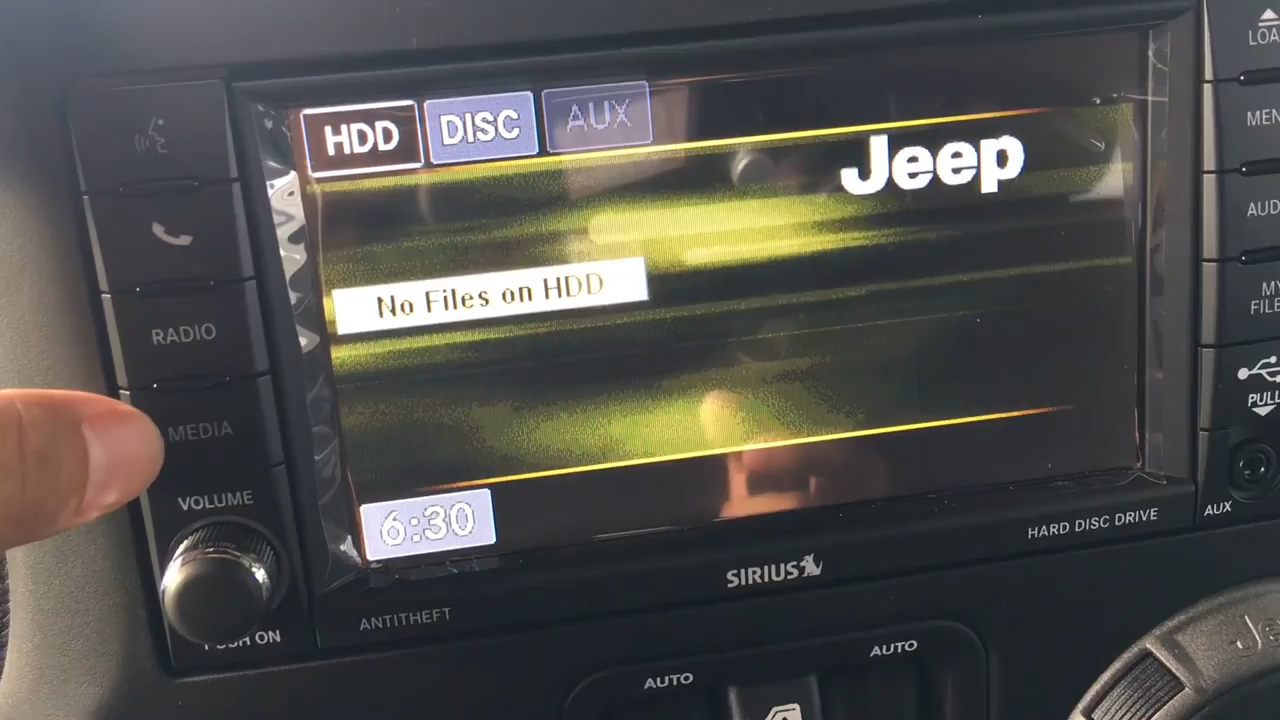 HDD DISC AUX
Jeep
No Files on HDD
6:30
RADIO
MEDIA
VOLUME
PUSH ON
ANTITHEFT
SIRIUS
HARD DISC DRIVE
AUTO
AUTO
LOA
MEN
AUD
MY
FILE
PULL
AUX
Je